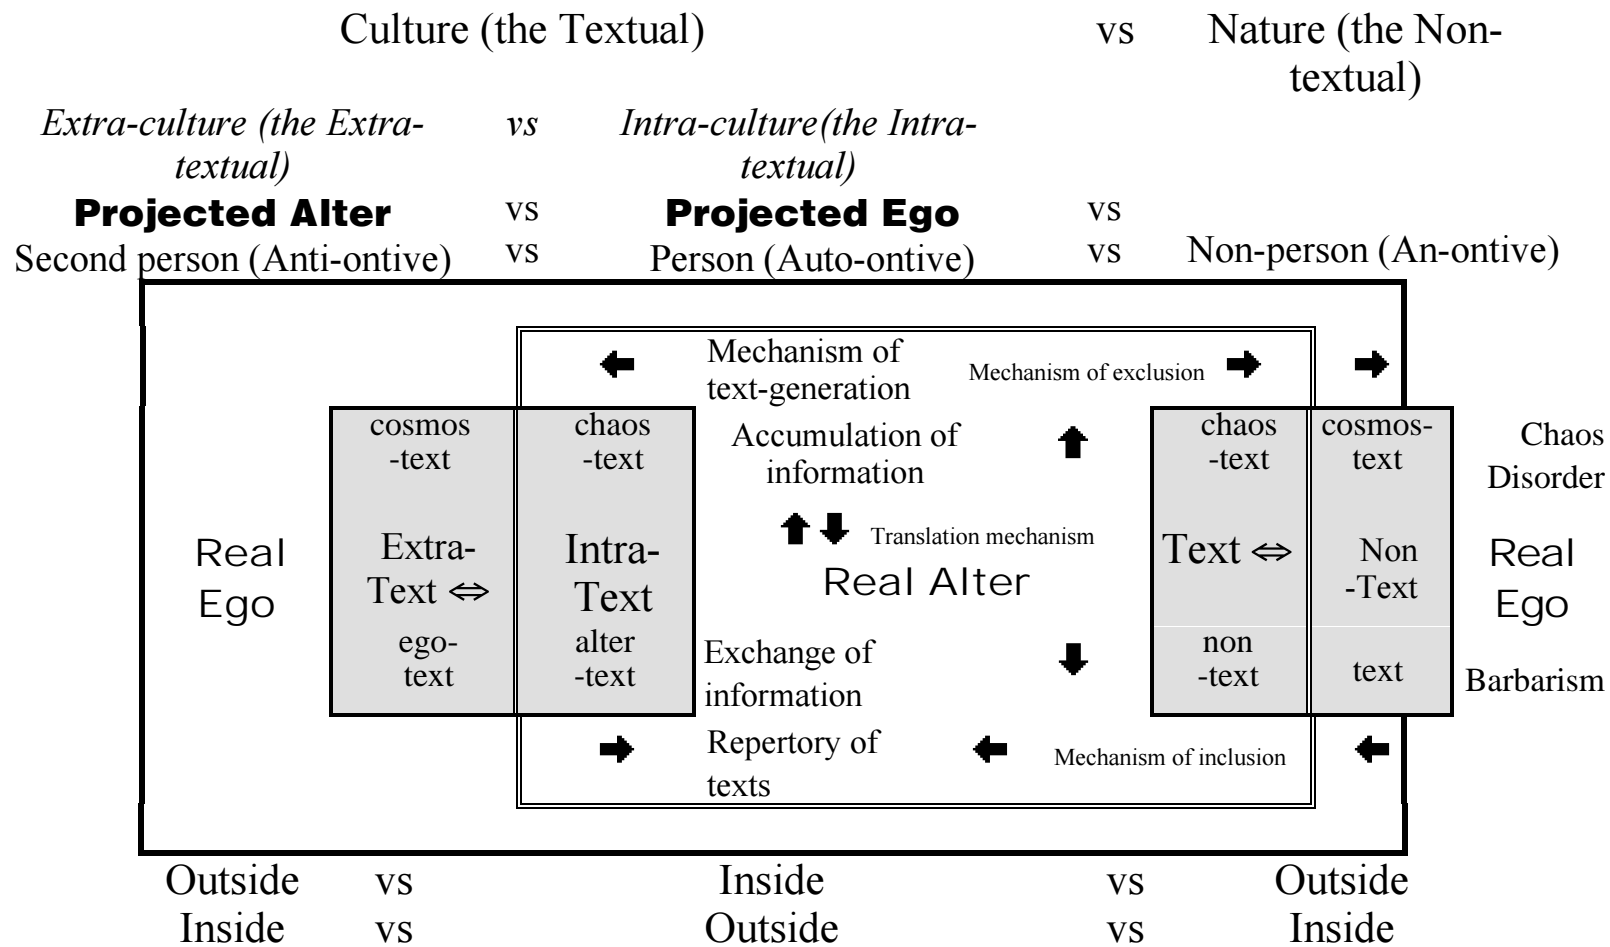 Culture (the Textual) vs Nature (the Non-
textual)
Extra-culture (the Extra- vs Intra-culture(the Intra-
textual) textual)
Projected Alter vs Projected Ego vs
Second person (Anti-ontive) vs Person (Auto-ontive) vs Non-person (An-ontive)
Mechanism of
text-generation
Mechanism of exclusion
cosmos
-text
chaos
-text
Accumulation of
information
chaos
-text
cosmos-
text
Chaos
Disorder
Real
Ego
Extra-
Text ⇔
Intra-
Text
Translation mechanism
Real Alter
Text ⇔
Non
-Text
Real
Ego
ego-
text
alter
-text
Exchange of
information
non
-text
text
Barbarism
Repertory of
texts
Mechanism of inclusion
Outside vs Inside vs Outside
Inside vs Outside vs Inside